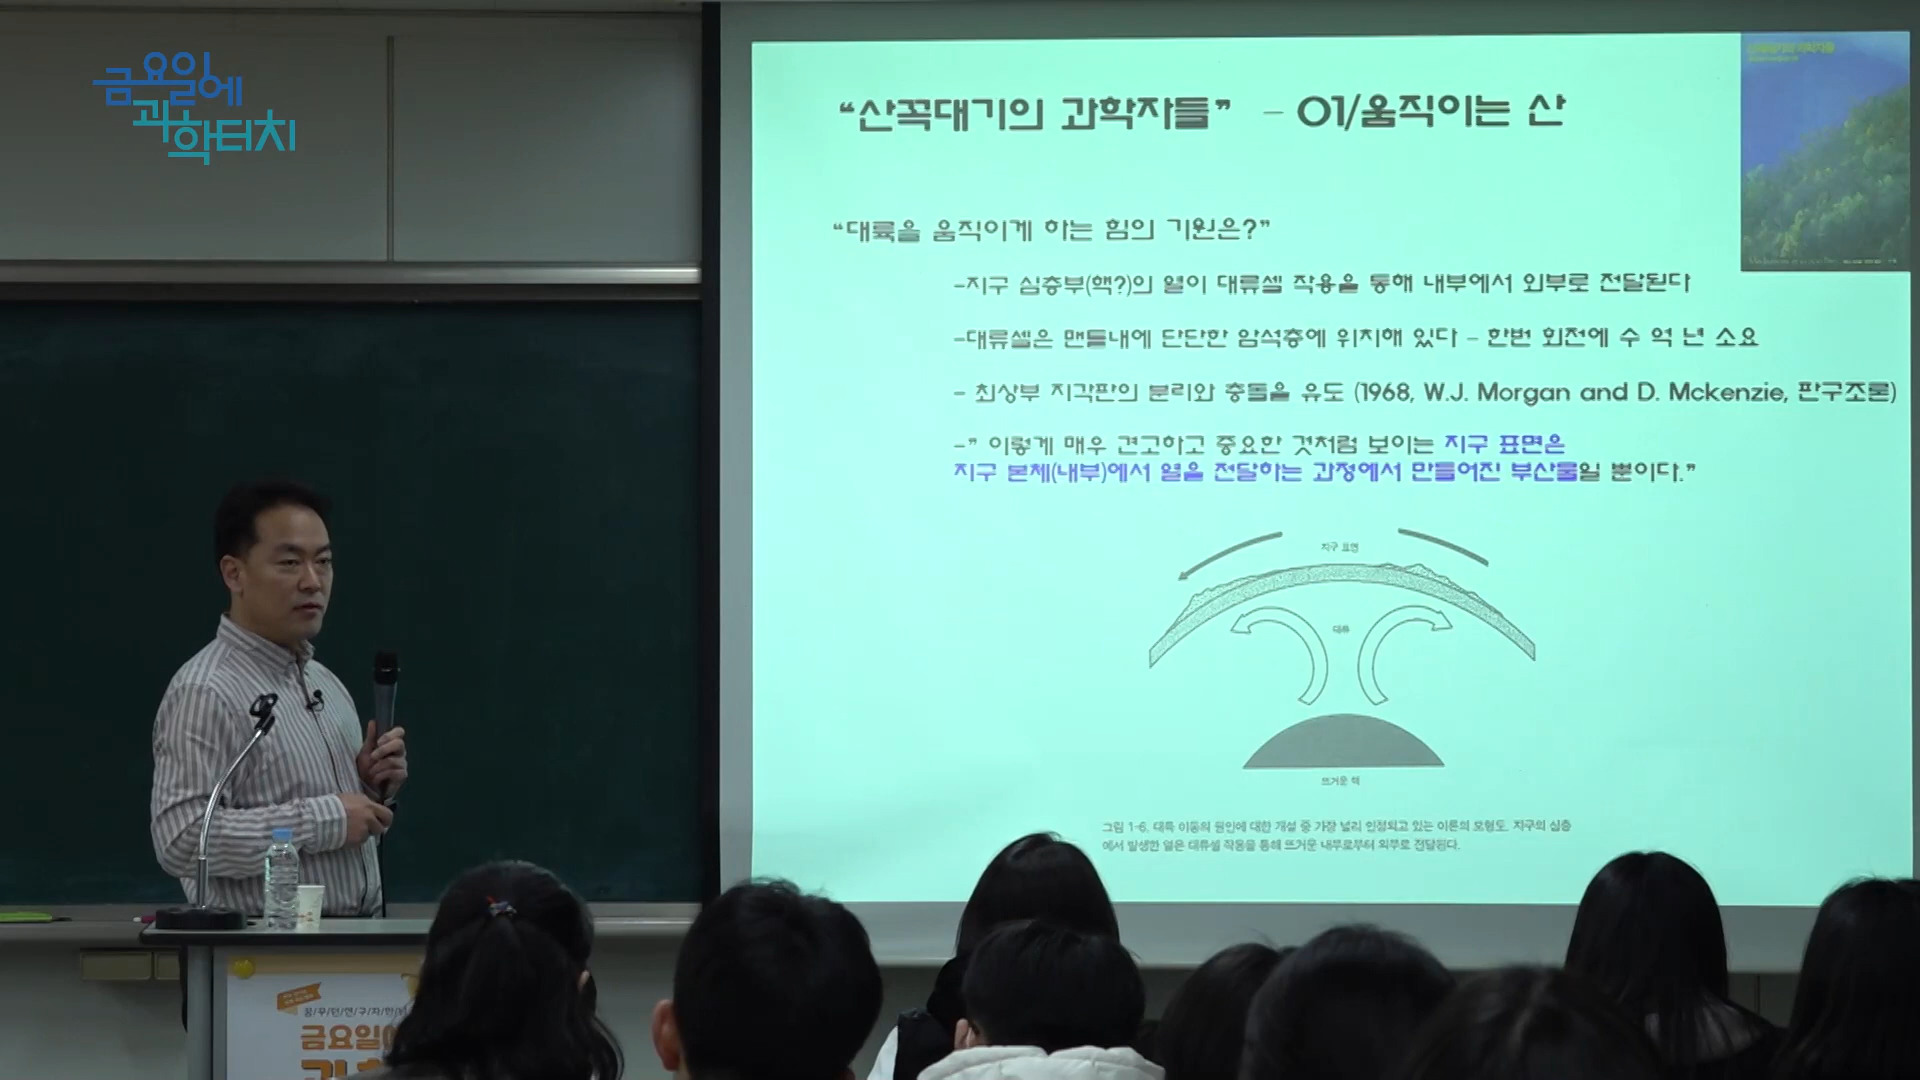 금요일에
과학터치
“산꼭대기의 과학자들” – 01/움직이는 산
“대륙을 움직이게 하는 힘의 기원은?”
-지구 심층부(핵?)의 열이 대류셀 작용을 통해 내부에서 외부로 전달된다
-대류셀은 맨틀내에 단단한 암석층에 위치해 있다 – 한번 회전에 수 억 년 소요
- 최상부 지각판의 분리와 충돌을 유도 (1968, W.J. Morgan and D. Mckenzie, 판구조론)
-” 이렇게 매우 견고하고 중요한 것처럼 보이는 지구 표면은
지구 본체(내부)에서 열을 전달하는 과정에서 만들어진 부산물일 뿐이다.”
지구 표면
대류
뜨거운 핵
그림 1-6. 대륙 이동의 원인에 대한 개설 중 가장 널리 인정되고 있는 이론의 모형도. 지구의 심층
에서 발생한 열은 대류셀 작동을 통해 뜨거운 내부로부터 외부로 전달된다.
금요일에